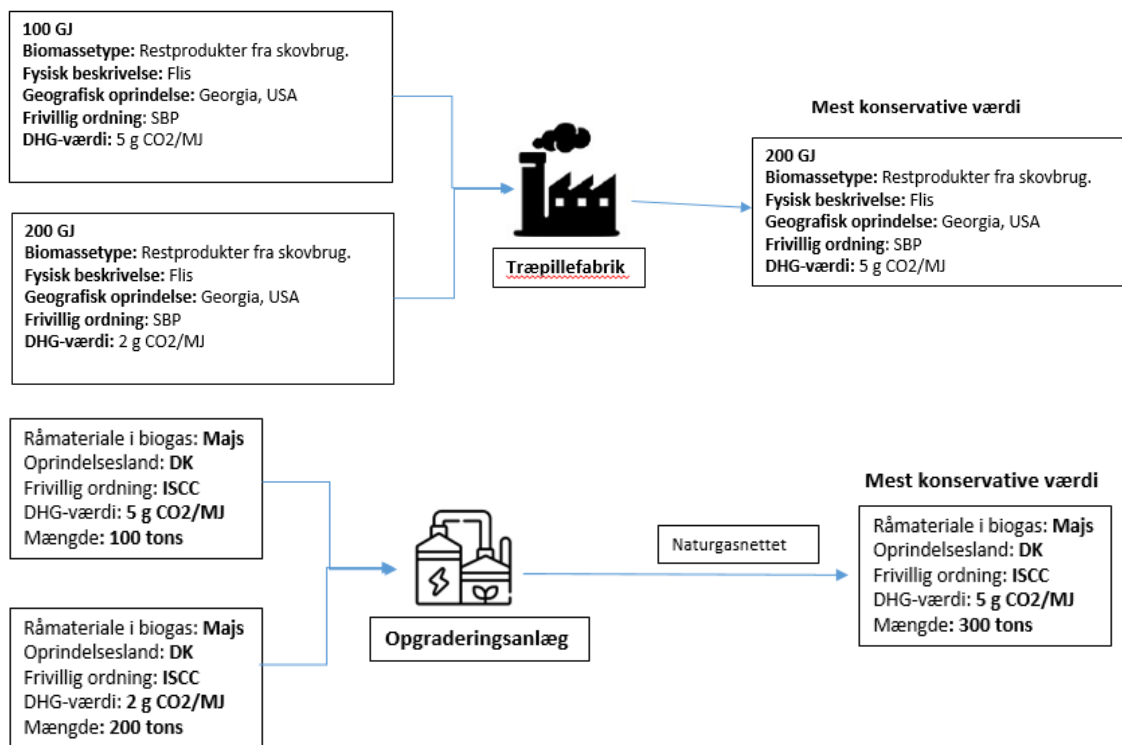 100 GJ
Biomassetype: Restprodukter fra skovbrug.
Fysisk beskrivelse: Flis
Geografisk oprindelse: Georgia, USA
Frivillig ordning: SBP
DHG-værdi: 5 g CO2/MJ
200 GJ
Biomassetype: Restprodukter fra skovbrug.
Fysisk beskrivelse: Flis
Geografisk oprindelse: Georgia, USA
Frivillig ordning: SBP
DHG-værdi: 2 g CO2/MJ
Træpillefabrik
Mest konservative værdi
200 GJ
Biomassetype: Restprodukter fra skovbrug.
Fysisk beskrivelse: Flis
Geografisk oprindelse: Georgia, USA
Frivillig ordning: SBP
DHG-værdi: 5 g CO2/MJ
Råmateriale i biogas: Majs
Oprindelsesland: DK
Frivillig ordning: ISCC
DHG-værdi: 5 g CO2/MJ
Mængde: 100 tons
Råmateriale i biogas: Majs
Oprindelsesland: DK
Frivillig ordning: ISCC
DHG-værdi: 2 g CO2/MJ
Mængde: 200 tons
Opgraderingsanlæg
Naturgasnettet
Mest konservative værdi
Råmateriale i biogas: Majs
Oprindelsesland: DK
Frivillig ordning: ISCC
DHG-værdi: 5 g CO2/MJ
Mængde: 300 tons